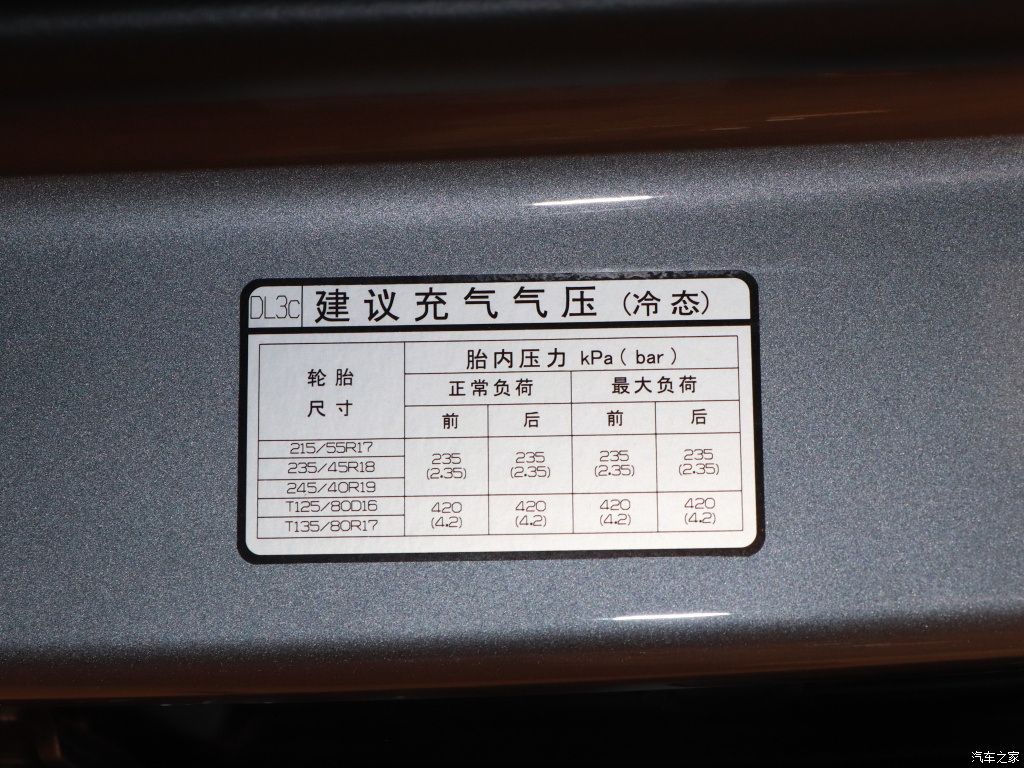 DL3c 建议充气气压 (冷态)
轮胎尺寸 胎内压力 kPa ( bar )
正常负荷 最大负荷
前 后 前 后
215/55R17
235/45R18
245/40R19
235 235 235 235
(2.35) (2.35) (2.35) (2.35)
T125/80D16
T135/80R17
420 420 420 420
(4.2) (4.2) (4.2) (4.2)
汽车之家